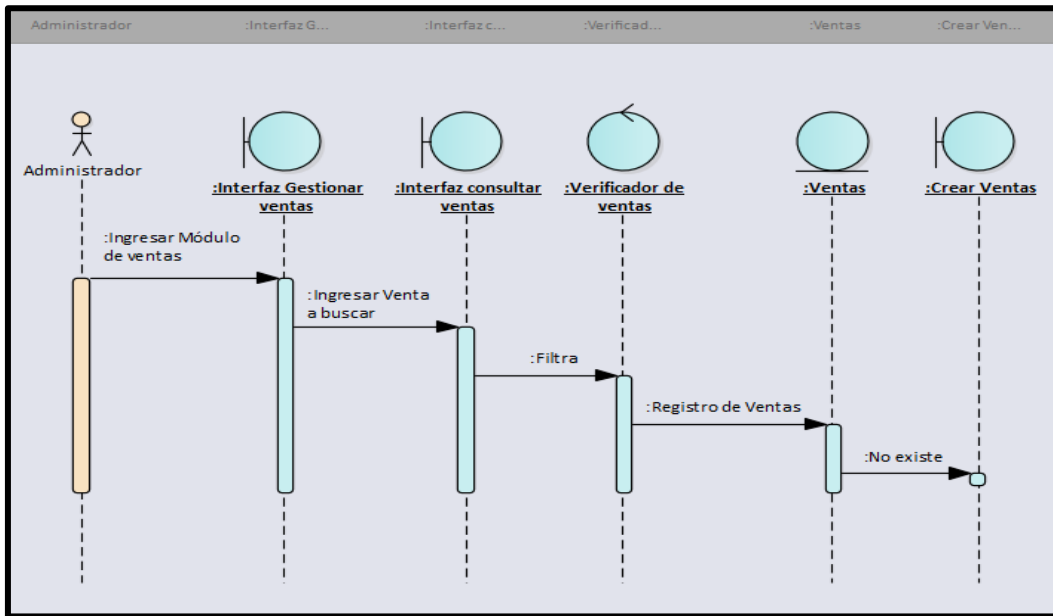 Administrador :Interfaz G... :Interfaz c... :Verificad... :Ventas :Crear Ven...
Administrador
:Interfaz Gestionar
ventas
:Interfaz consultar
ventas
:Verificador de
ventas
:Ventas
:Crear Ventas
:Ingresar Módulo
de ventas
:Ingresar Venta
a buscar
:Filtra
:Registro de Ventas
:No existe